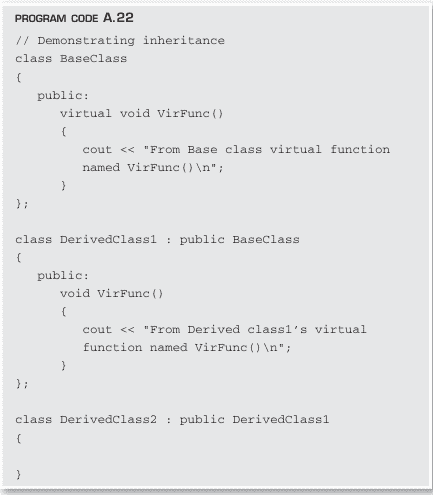 PROGRAM CODE A.22
// Demonstrating inheritance
class BaseClass
{
public:
virtual void VirFunc()
{
cout << "From Base class virtual function
named VirFunc()\n";
}
};
class DerivedClass1 : public BaseClass
{
public:
void VirFunc()
{
cout << "From Derived class1’s virtual
function named VirFunc()\n";
}
};
class DerivedClass2 : public DerivedClass1
{
}